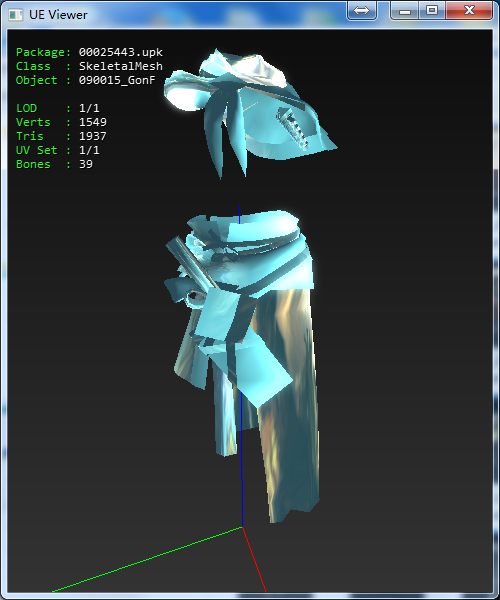 UE Viewer
Package: 00025443.upk
Class  : SkeletalMesh
Object : 090015_GonF
LOD    : 1/1
Verts  : 1549
Tris   : 1937
UV Set : 1/1
Bones  : 39